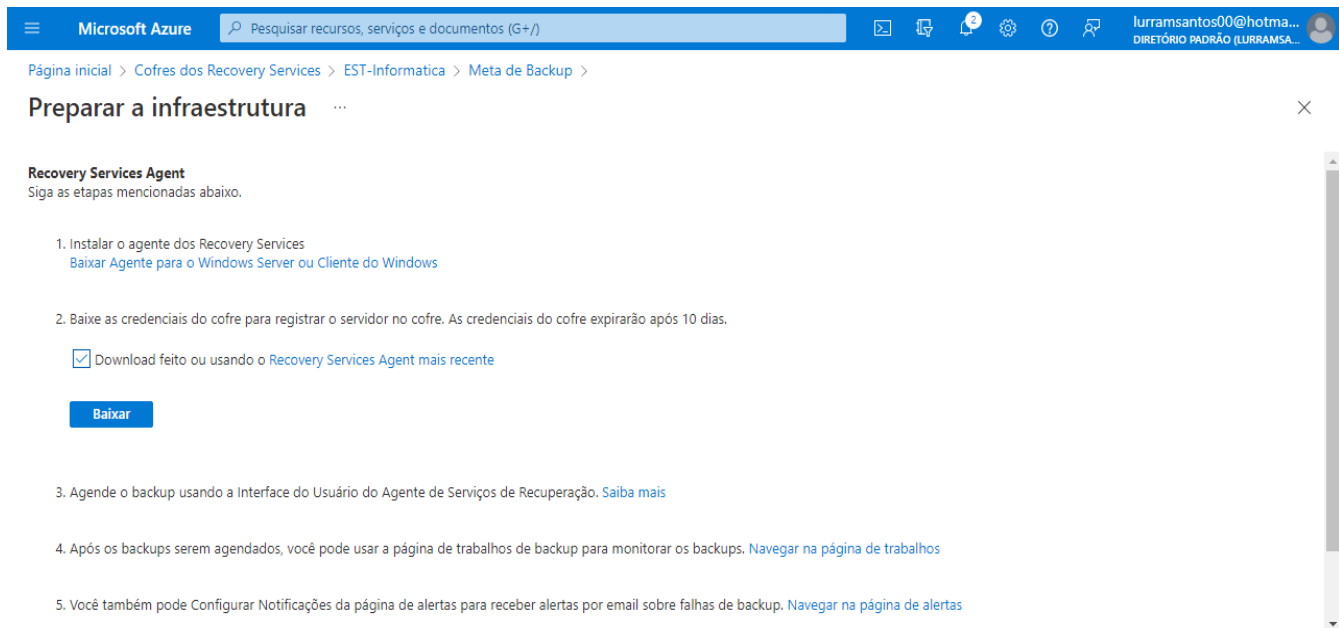 Microsoft Azure
Pesquisar recursos, serviços e documentos (G+/)
2
lurramsantos00@hotma...
DIRETÓRIO PADRÃO (LURRAMSA...
Página inicial > Cofres dos Recovery Services > EST-Informatica > Meta de Backup >
Preparar a infraestrutura ...
Recovery Services Agent
Siga as etapas mencionadas abaixo.
1. Instalar o agente dos Recovery Services
Baixar Agente para o Windows Server ou Cliente do Windows
2. Baixe as credenciais do cofre para registrar o servidor no cofre. As credenciais do cofre expirarão após 10 dias.
Download feito ou usando o Recovery Services Agent mais recente
Baixar
3. Agende o backup usando a Interface do Usuário do Agente de Serviços de Recuperação. Saiba mais
4. Após os backups serem agendados, você pode usar a página de trabalhos de backup para monitorar os backups. Navegar na página de trabalhos
5. Você também pode Configurar Notificações da página de alertas para receber alertas por email sobre falhas de backup. Navegar na página de alertas